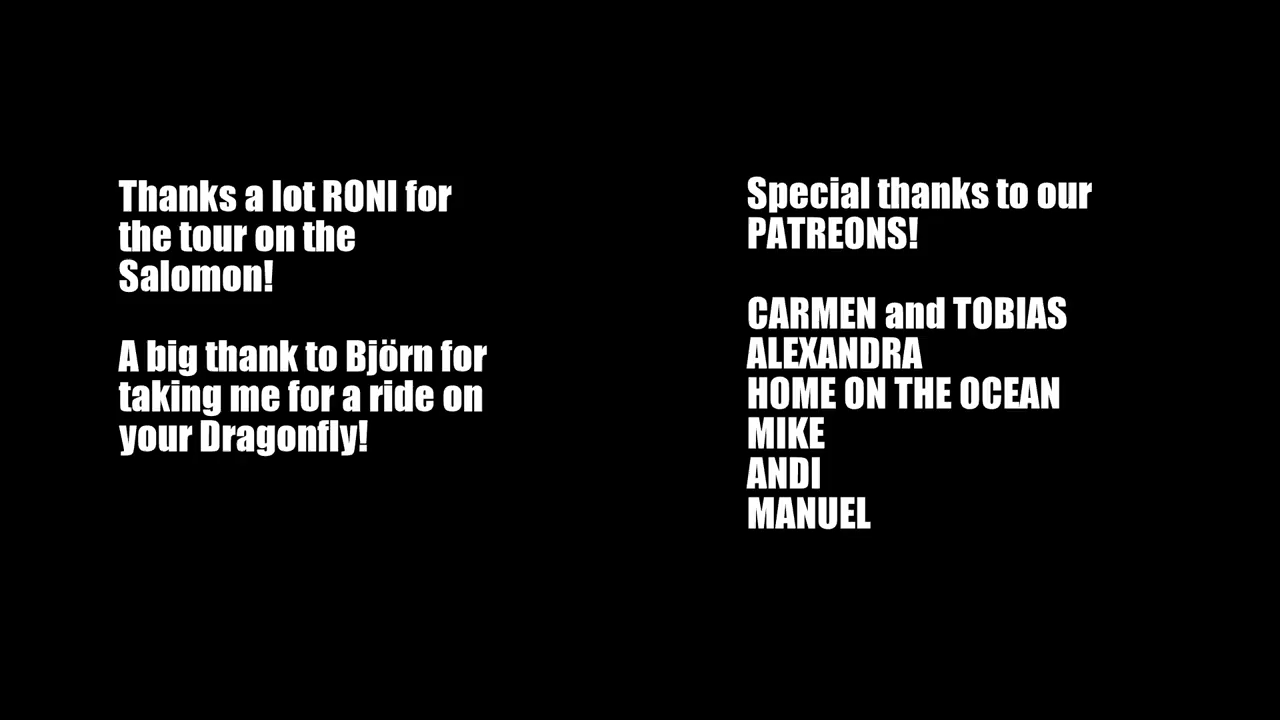 Thanks a lot RONI for
the tour on the
Salomon!
A big thank to Björn for
taking me for a ride on
your Dragonfly!
Special thanks to our
PATREONS!
CARMEN and TOBIAS
ALEXANDRA
HOME ON THE OCEAN
MIKE
ANDI
MANUEL